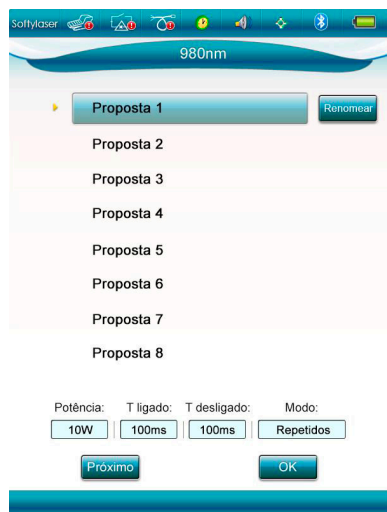 Softylaser
980nm
Proposta 1 Renomear
Proposta 2
Proposta 3
Proposta 4
Proposta 5
Proposta 6
Proposta 7
Proposta 8
Potência: T ligado: T desligado: Modo:
10W 100ms 100ms Repetidos
Próximo OK